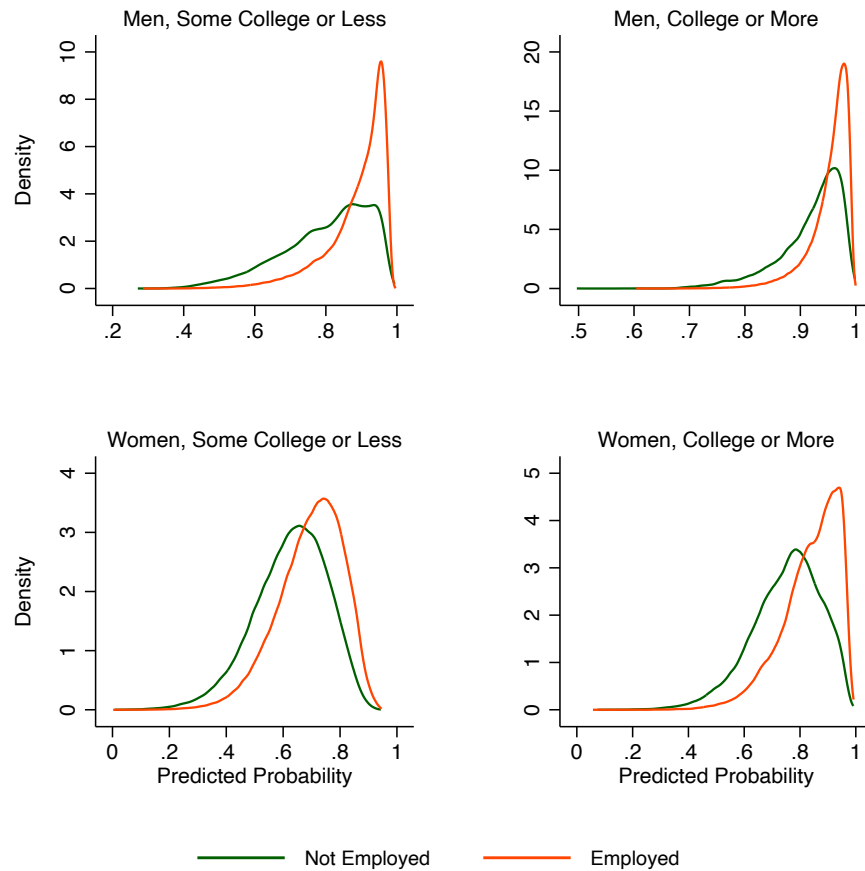 Men, Some College or Less
Density
0 2 4 6 8 10
.2 .4 .6 .8 1
Men, College or More
0 5 10 15 20
.5 .6 .7 .8 .9 1
Women, Some College or Less
Density
0 1 2 3 4
0 .2 .4 .6 .8 1
Predicted Probability
Women, College or More
0 1 2 3 4 5
0 .2 .4 .6 .8 1
Predicted Probability
Not Employed Employed